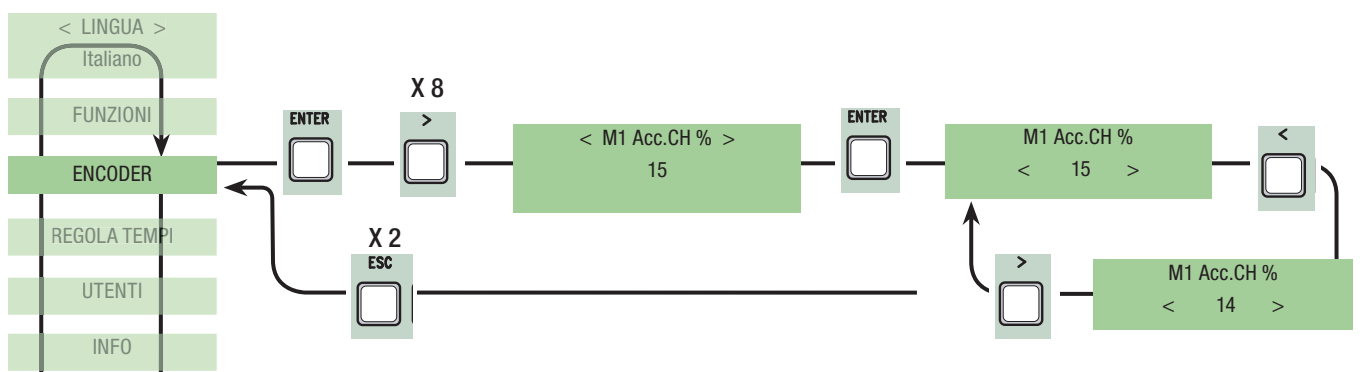 < LINGUA >
Italiano
FUNZIONI
ENCODER
REGOLA TEMPI
UTENTI
INFO
ENTER
X 8
>
< M1 Acc.CH % >
15
ENTER
M1 Acc.CH %
< 15 >
<
X 2
ESC
>
M1 Acc.CH %
< 14 >